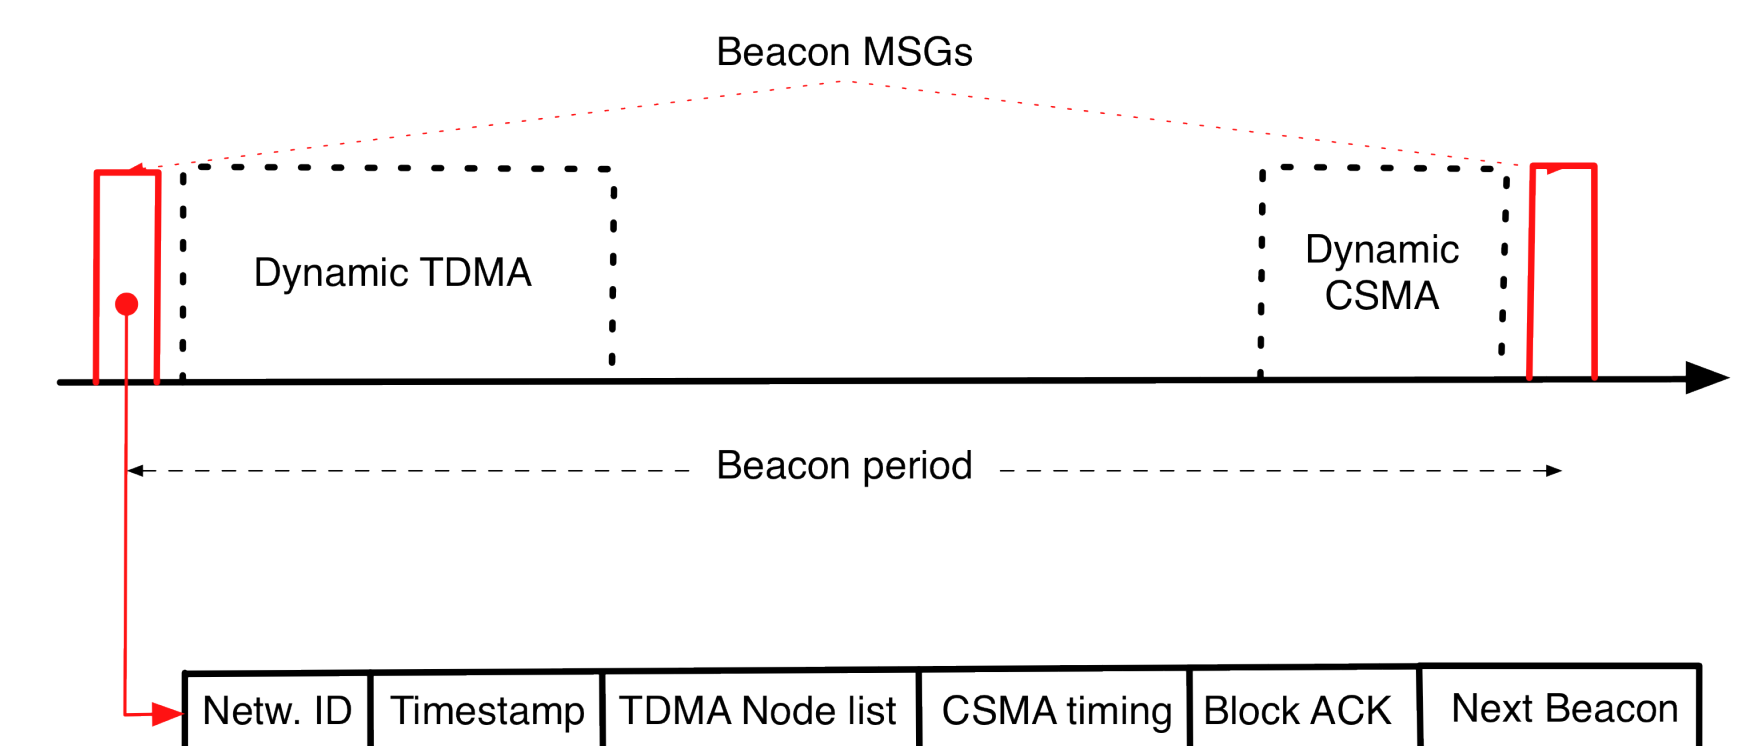 Beacon MSGs
Dynamic TDMA
Dynamic
CSMA
Beacon period
Netw. ID
Timestamp
TDMA Node list
CSMA timing
Block ACK
Next Beacon